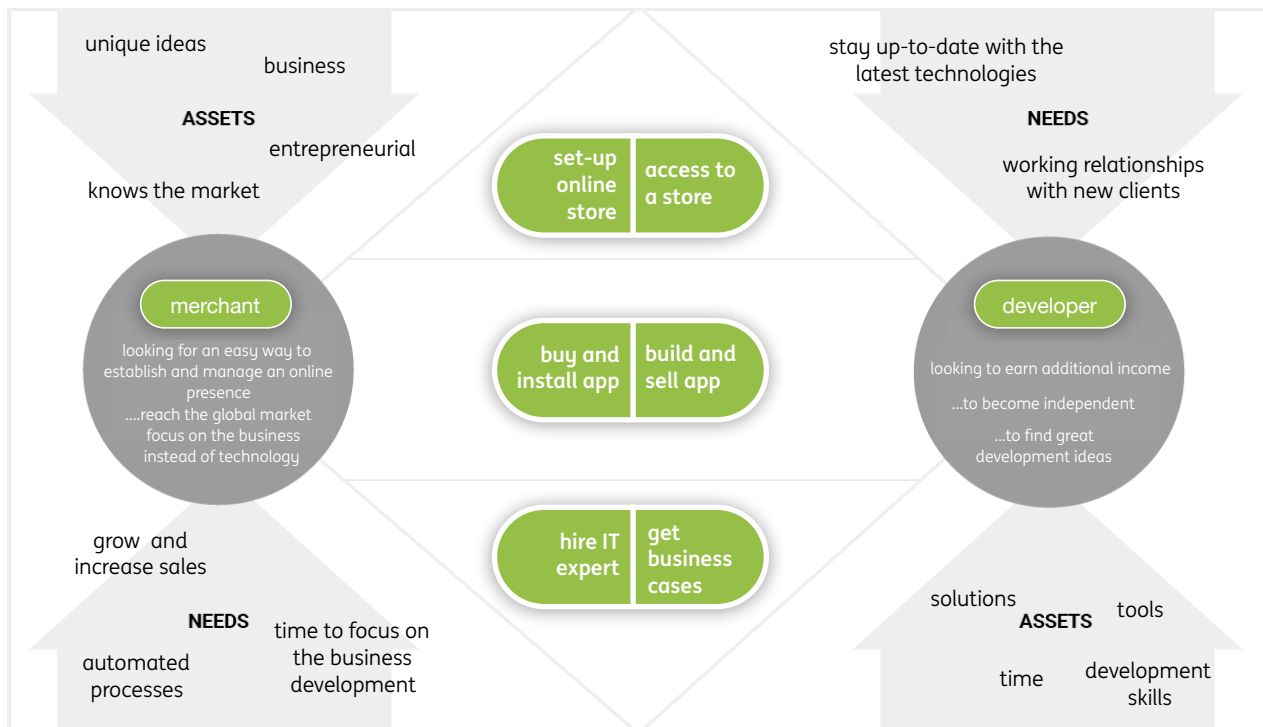 unique ideas
business
ASSETS
entrepreneurial
knows the market
merchant
looking for an easy way to
establish and manage an online
presence
....reach the global market
focus on the business
instead of technology
grow and
increase sales
NEEDS
time to focus on
the business
development
automated
processes
set-up
online
store
access to
a store
buy and
install app
build and
sell app
hire IT
expert
get
business
cases
stay up-to-date with the
latest technologies
NEEDS
working relationships
with new clients
developer
looking to earn additional income
...to become independent
...to find great
development ideas
solutions
tools
ASSETS
time
development
skills